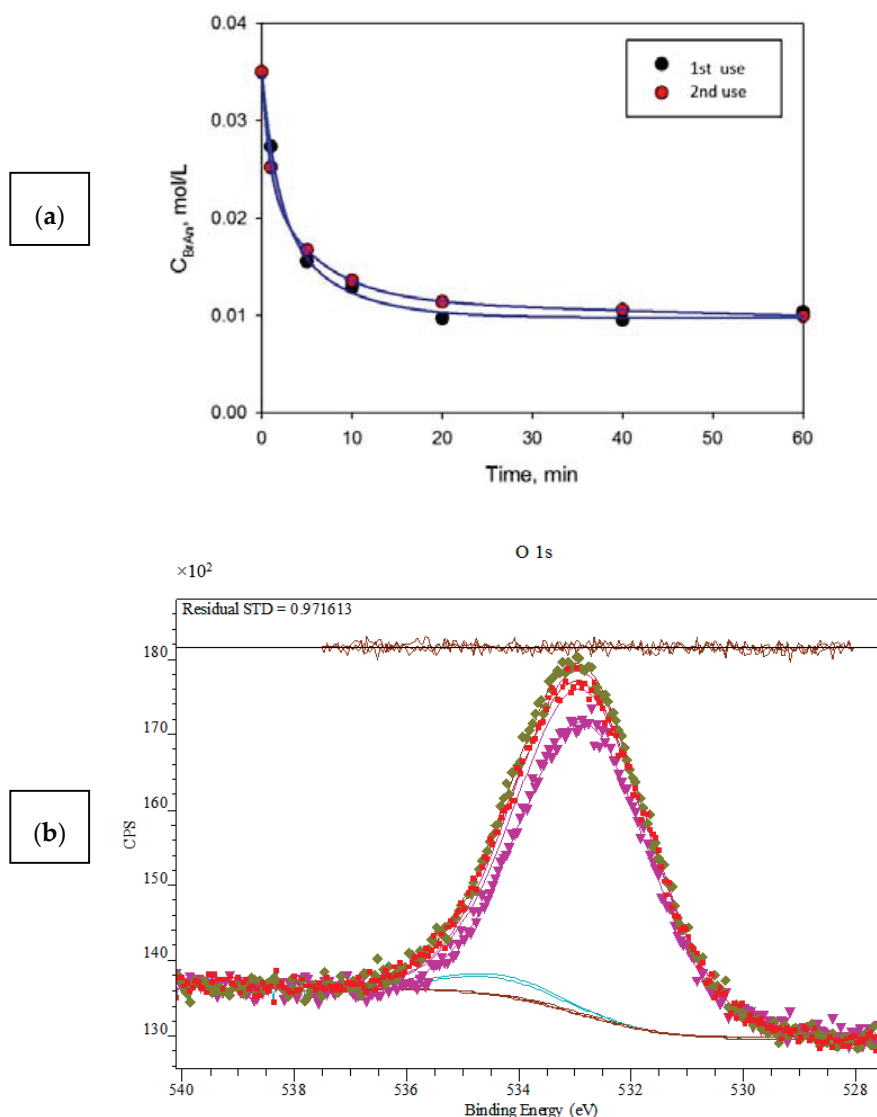 (a)
0.04
0.03
0.02
0.01
0.00
C_BrAn, mol/L
1st use
2nd use
0 10 20 30 40 50 60
Time, min
(b)
O 1s
×10²
Residual STD = 0.971613
180
170
160
150
140
130
CPS
540 538 536 534 532 530 528
Binding Energy (eV)